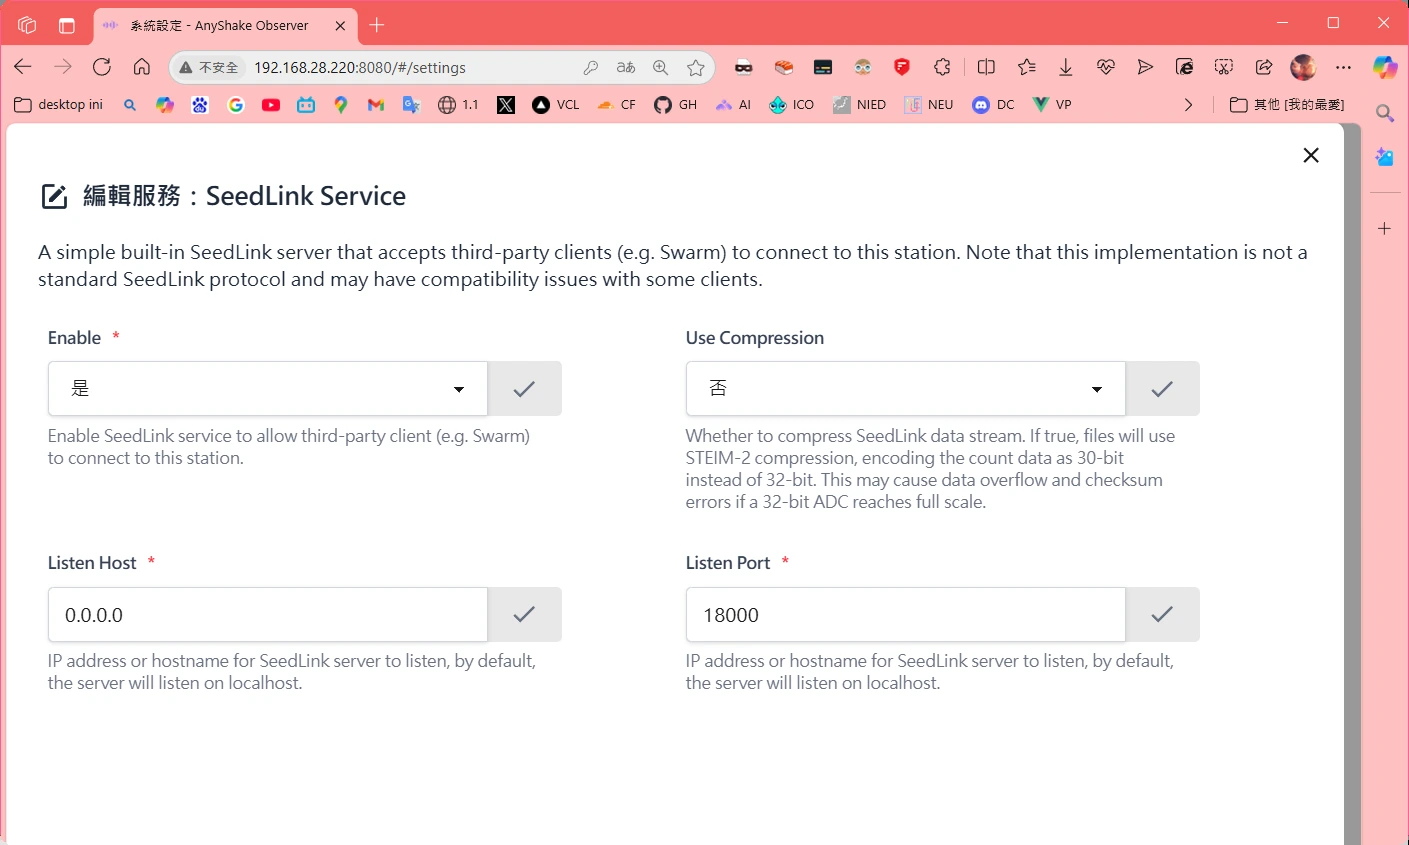 系統設定 - AnyShake Observer
不安全 192.168.28.220:8080/#/settings
desktop ini 1.1 VCL CF GH AI ICO NIED NEU DC VP 其他 [我的最愛]
編輯服務：SeedLink Service
A simple built-in SeedLink server that accepts third-party clients (e.g. Swarm) to connect to this station. Note that this implementation is not a
standard SeedLink protocol and may have compatibility issues with some clients.
Enable *
是
Enable SeedLink service to allow third-party client (e.g. Swarm)
to connect to this station.
Use Compression
否
Whether to compress SeedLink data stream. If true, files will use
STEIM-2 compression, encoding the count data as 30-bit
instead of 32-bit. This may cause data overflow and checksum
errors if a 32-bit ADC reaches full scale.
Listen Host *
0.0.0.0
IP address or hostname for SeedLink server to listen, by default,
the server will listen on localhost.
Listen Port *
18000
IP address or hostname for SeedLink server to listen, by default,
the server will listen on localhost.